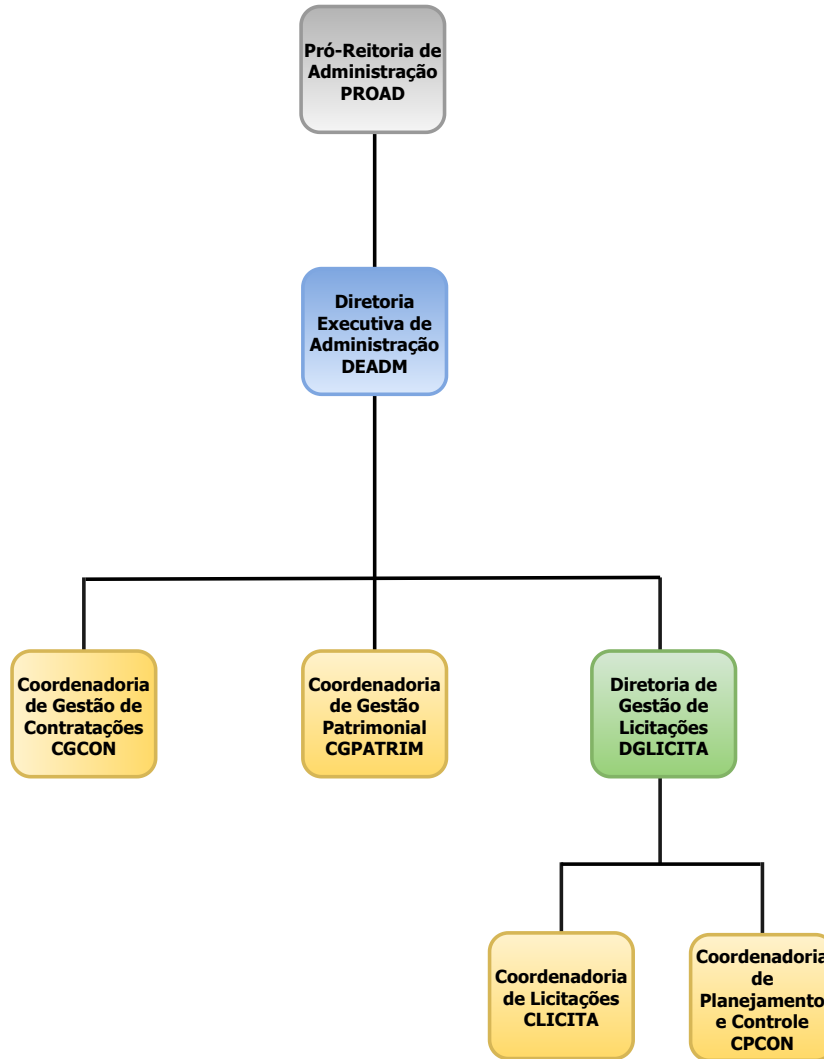 Pró-Reitoria de
Administração
PROAD
Diretoria
Executiva de
Administração
DEADM
Coordenadoria
de Gestão de
Contratações
CGCON
Coordenadoria
de Gestão
Patrimonial
CGPATRIM
Diretoria de
Gestão de
Licitações
DGLICITA
Coordenadoria
de Licitações
CLICITA
Coordenadoria
de
Planejamento
e Controle
CPCON